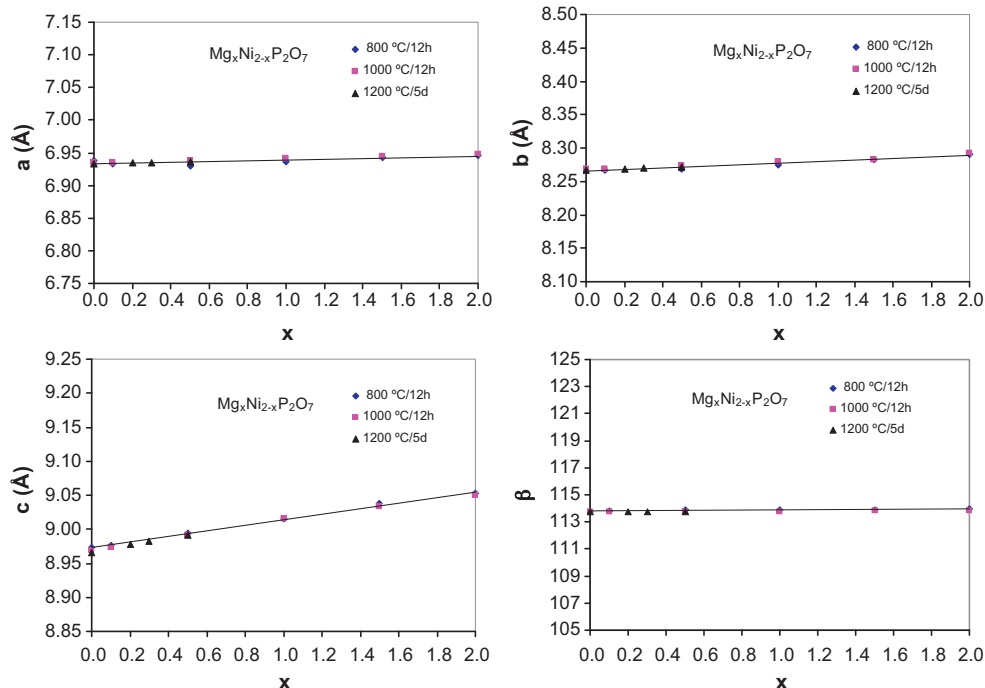 7.15
7.10
7.05
7.00
6.95
6.90
6.85
6.80
6.75
a (Å)
MgxNi2-xP2O7
800 ºC/12h
1000 ºC/12h
1200 ºC/5d
0.0 0.2 0.4 0.6 0.8 1.0 1.2 1.4 1.6 1.8 2.0
x
8.50
8.45
8.40
8.35
8.30
8.25
8.20
8.15
8.10
b (Å)
MgxNi2-xP2O7
800 ºC/12h
1000 ºC/12h
1200 ºC/5d
0.0 0.2 0.4 0.6 0.8 1.0 1.2 1.4 1.6 1.8 2.0
x
9.25
9.20
9.15
9.10
9.05
9.00
8.95
8.90
8.85
c (Å)
MgxNi2-xP2O7
800 ºC/12h
1000 ºC/12h
1200 ºC/5d
0.0 0.2 0.4 0.6 0.8 1.0 1.2 1.4 1.6 1.8 2.0
x
125
123
121
119
117
115
113
111
109
107
105
β
MgxNi2-xP2O7
800 ºC/12h
1000 ºC/12h
1200 ºC/5d
0.0 0.2 0.4 0.6 0.8 1.0 1.2 1.4 1.6 1.8 2.0
x